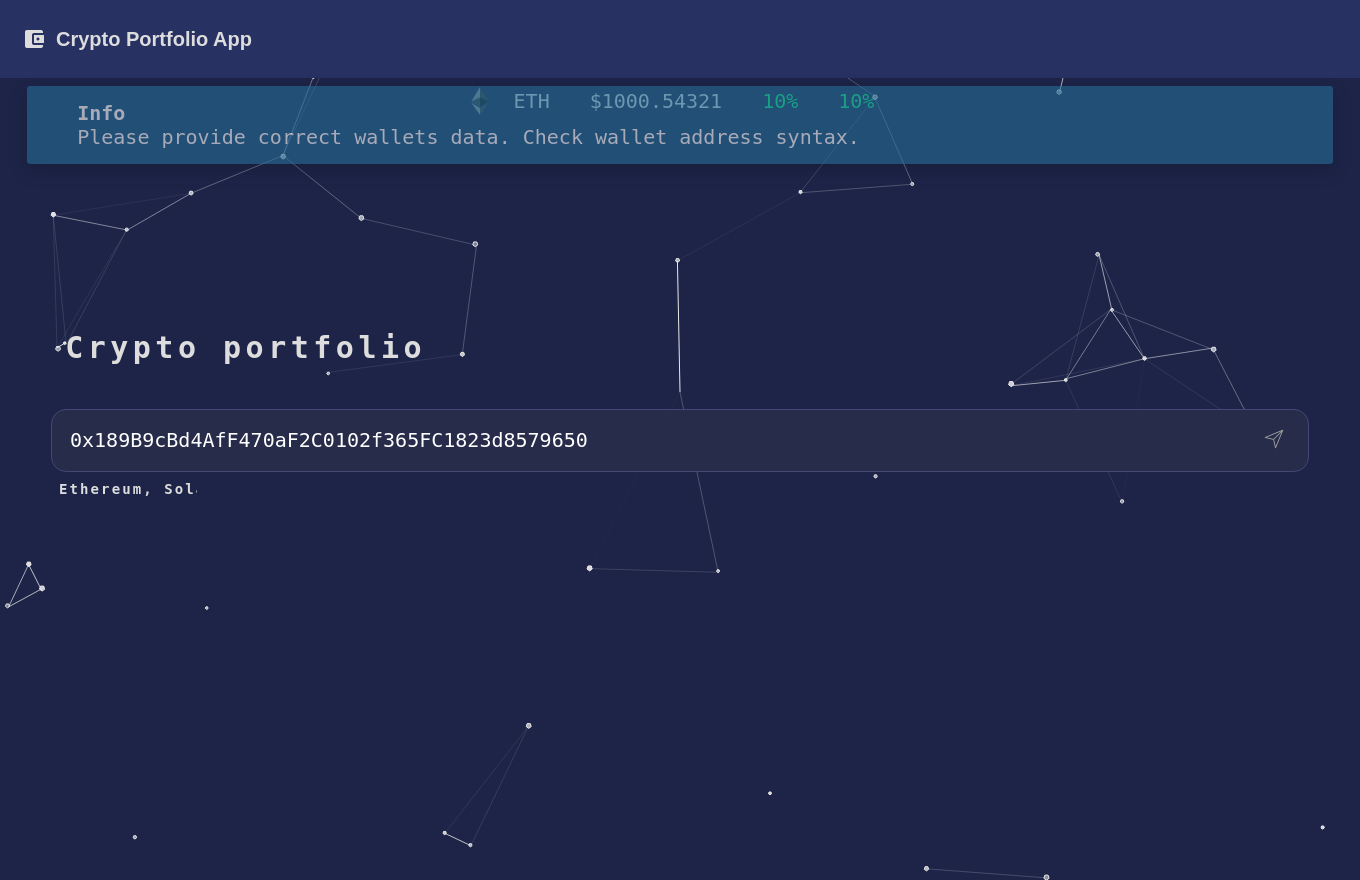 Crypto Portfolio App
ETH $1000.54321 10% 10%
Info
Please provide correct wallets data. Check wallet address syntax.
Crypto portfolio
0x189B9cBd4AfF470aF2C0102f365FC1823d8579650
Ethereum, Sol